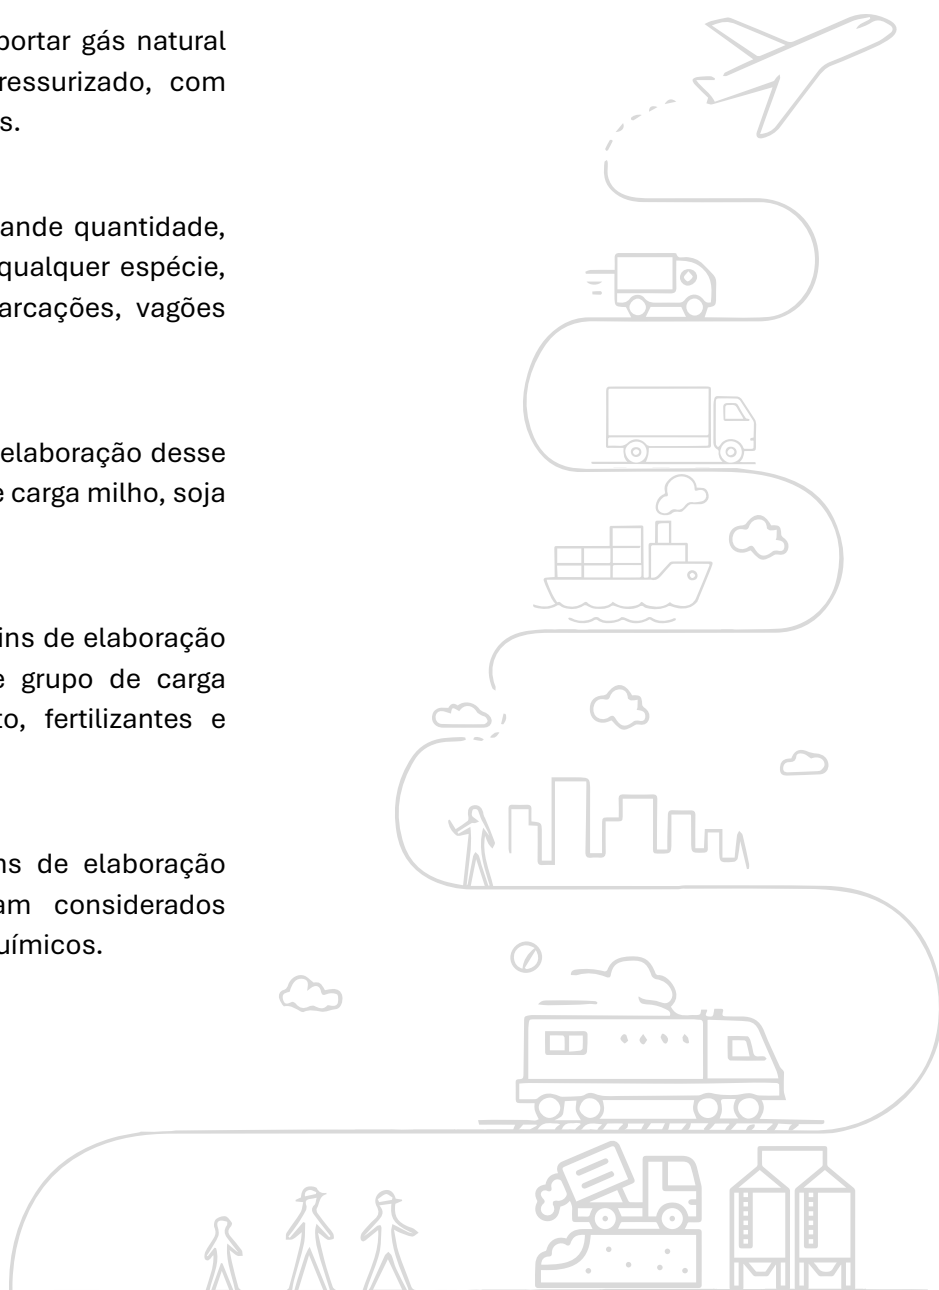 portar gás natural
ressurizado, com
s.
ande quantidade,
qualquer espécie,
arcações, vagões
elaboração desse
e carga milho, soja
ins de elaboração
e grupo de carga
to, fertilizantes e
ns de elaboração
am considerados
uímicos.